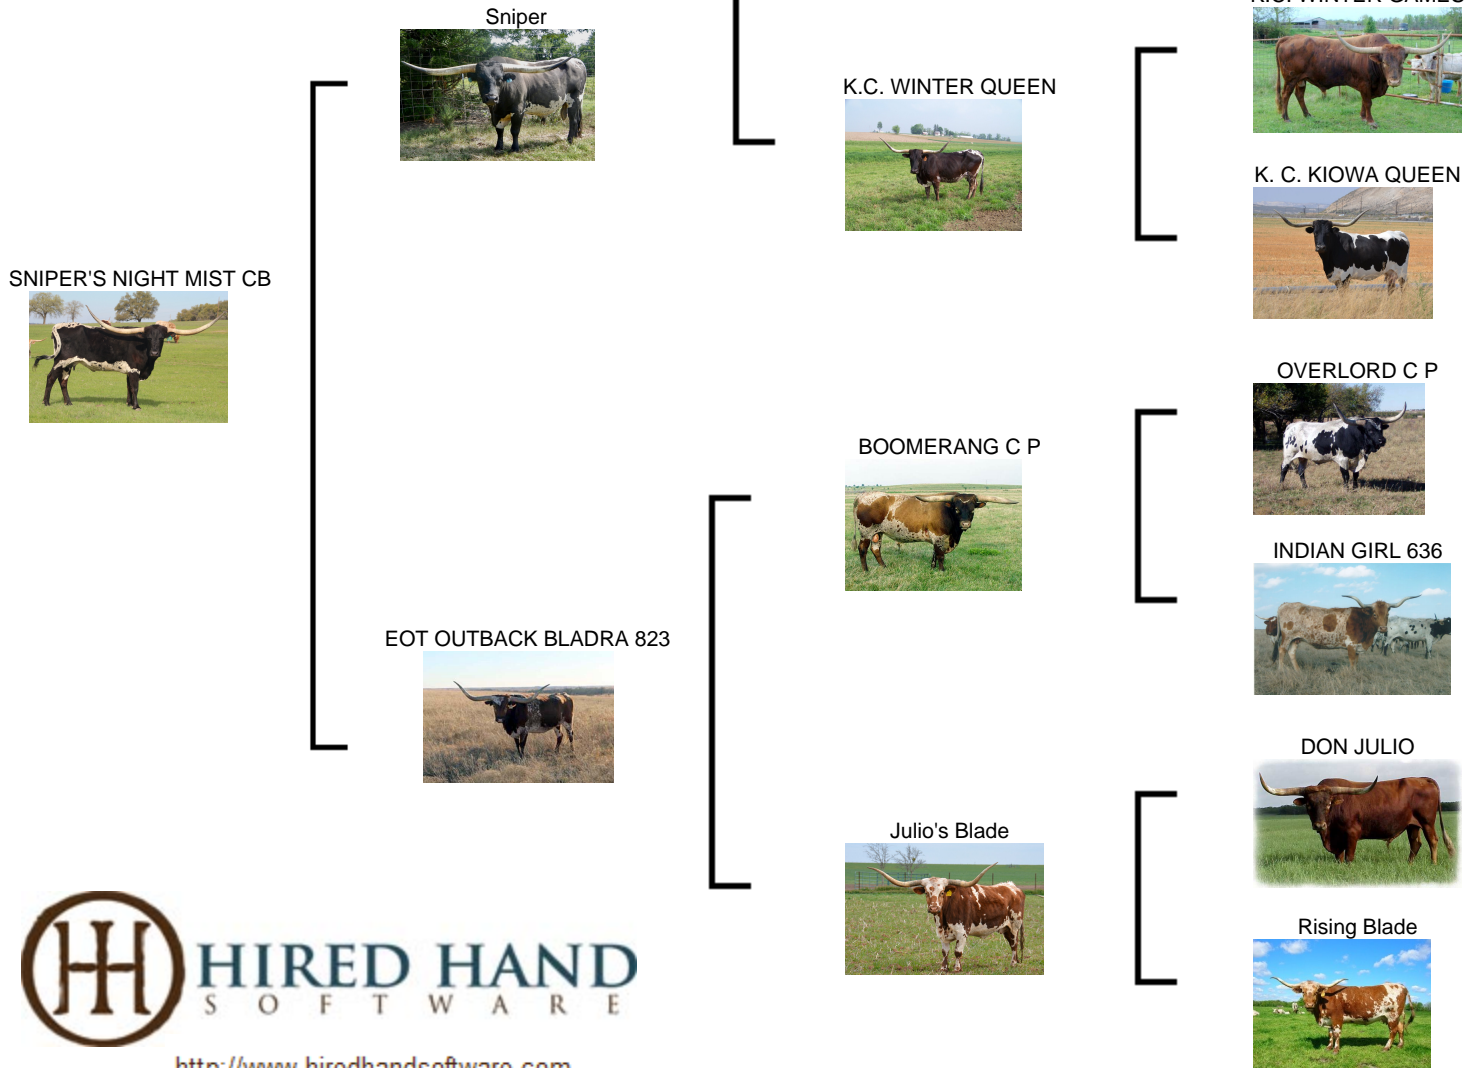 Sniper
K.C. WINTER QUEEN
K. C. KIOWA QUEEN
SNIPER'S NIGHT MIST CB
OVERLORD C P
BOOMERANG C P
INDIAN GIRL 636
EOT OUTBACK BLADRA 823
DON JULIO
Julio's Blade
Rising Blade
HIRED HAND
SOFTWARE
http://www.hiredhandsoftware.com